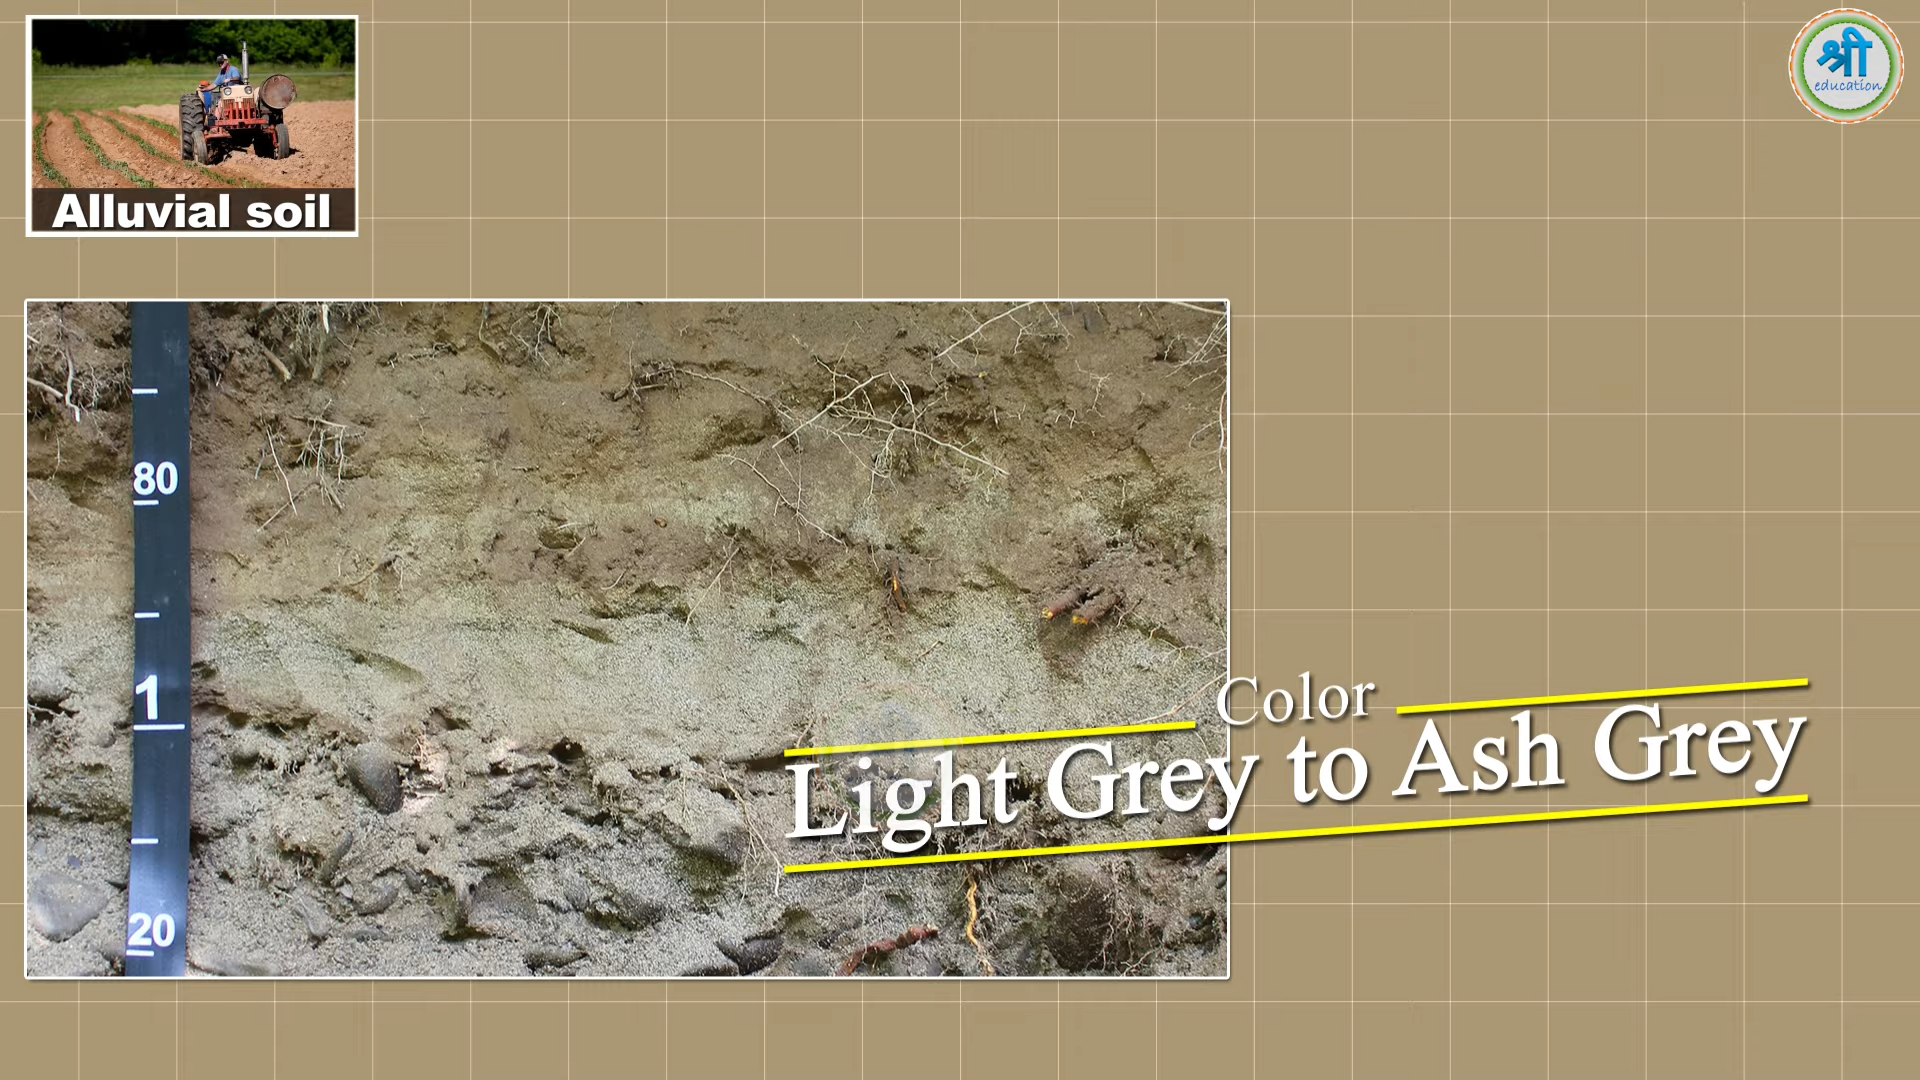 श्री
education
Alluvial soil
80
1
20
Color
Light Grey to Ash Grey